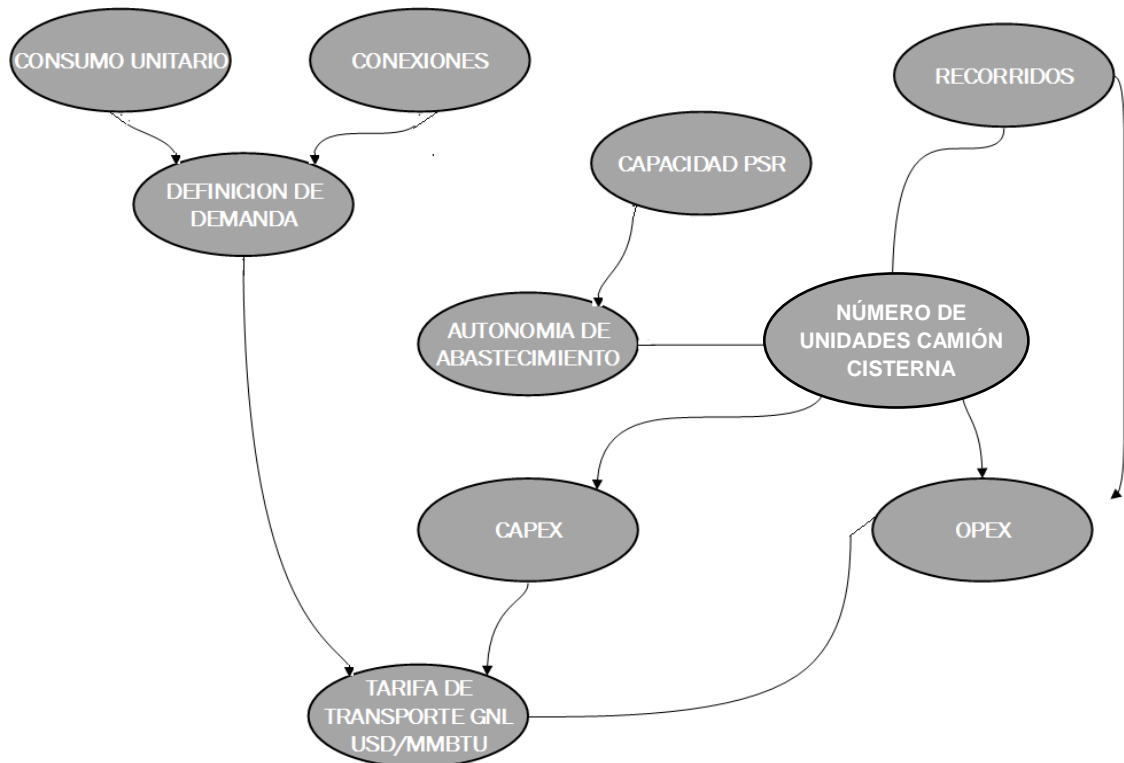 CONSUMO UNITARIO
CONEXIONES
RECORRIDOS
CAPACIDAD PSR
DEFINICION DE
DEMANDA
AUTONOMIA DE
ABASTECIMIENTO
NÚMERO DE
UNIDADES CAMIÓN
CISTERNA
CAPEX
OPEX
TARIFA DE
TRANSPORTE GNL
USD/MMBTU